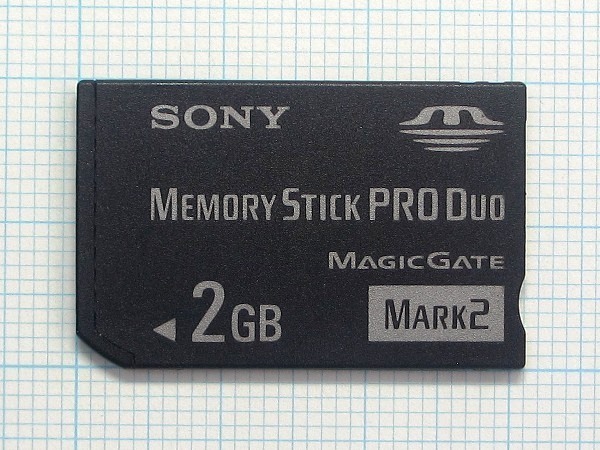 SONY
MEMORY STICK PRO DUO
MAGICGATE
2GB
MARK2